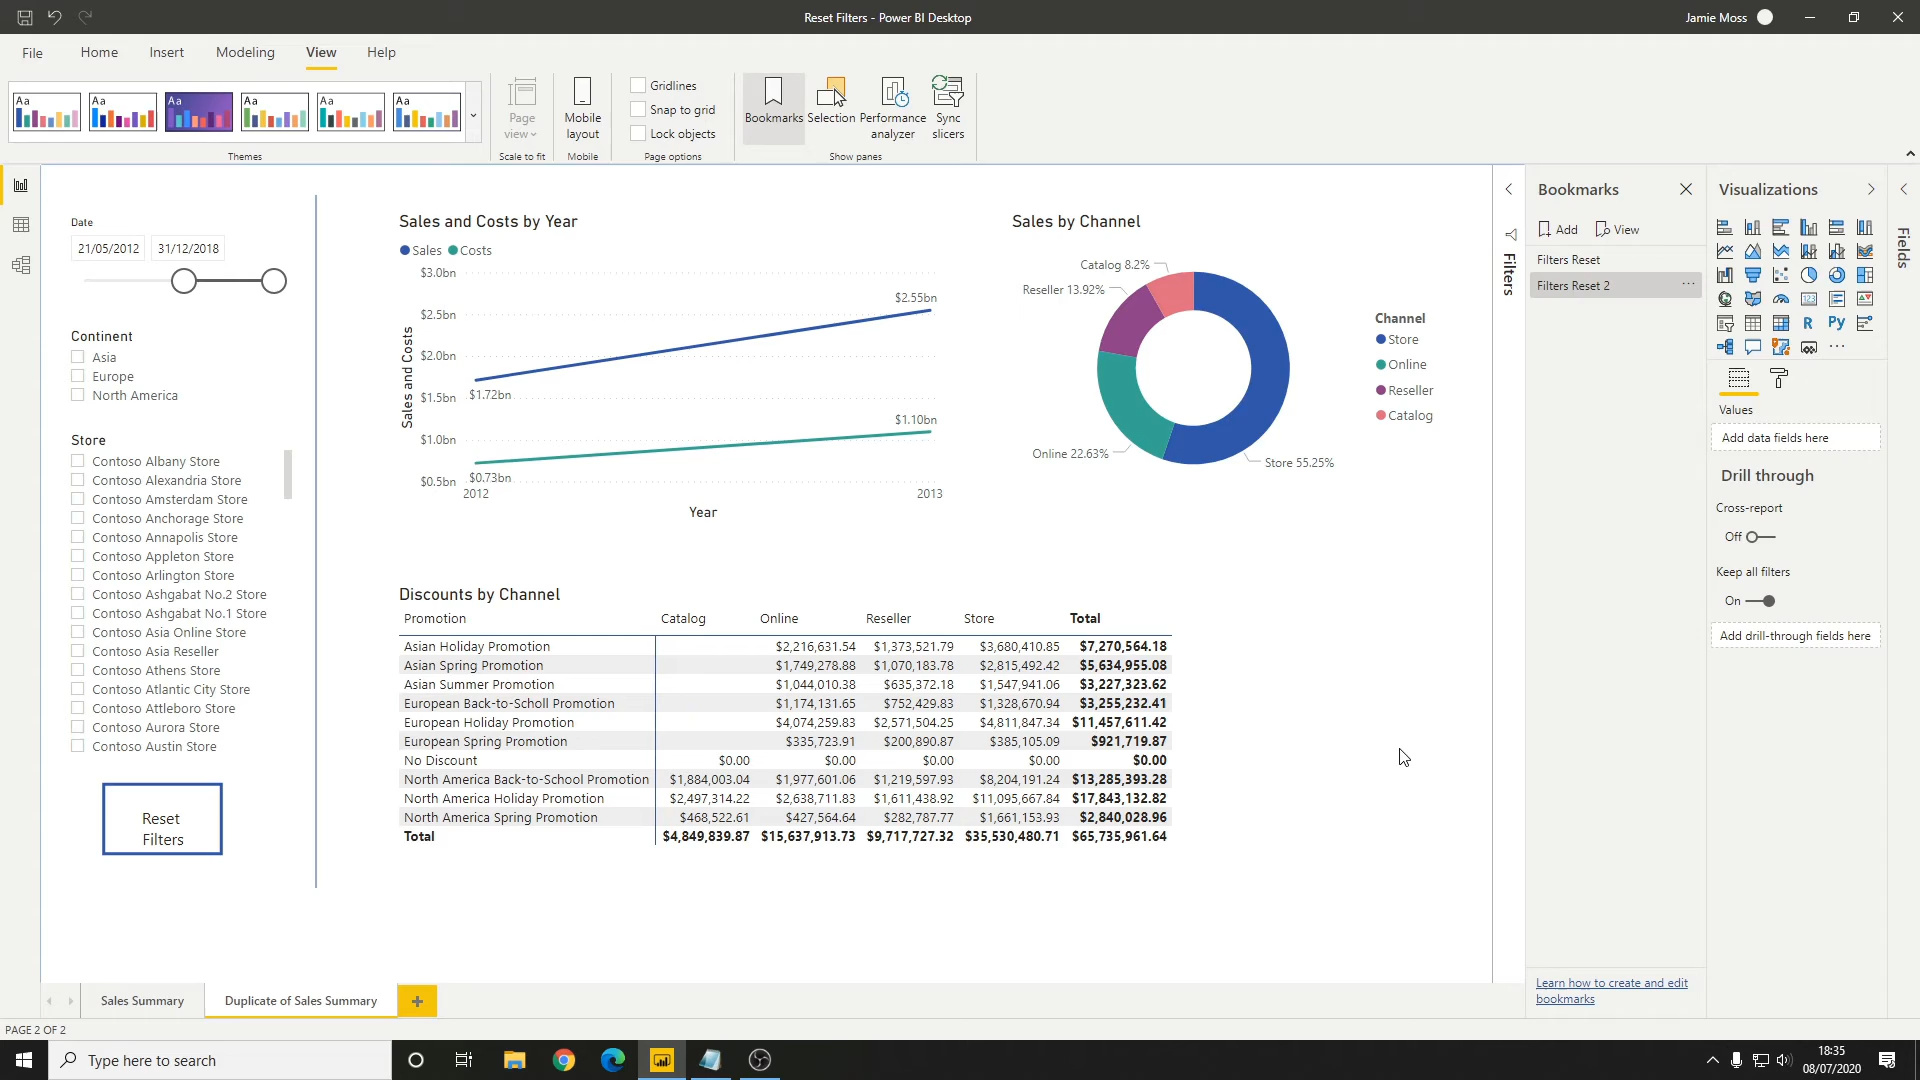 Reset Filters - Power BI Desktop
Jamie Moss
File Home Insert Modeling View Help
Aa Aa Aa Aa Aa Aa
Page view
Mobile layout
Gridlines
Snap to grid
Lock objects
Bookmarks
Selection
Performance analyzer
Sync slicers
Themes
Scale to fit
Mobile
Page options
Show panes
Date
21/05/2012 31/12/2018
Continent
Asia
Europe
North America
Store
Contoso Albany Store
Contoso Alexandria Store
Contoso Amsterdam Store
Contoso Anchorage Store
Contoso Annapolis Store
Contoso Appleton Store
Contoso Arlington Store
Contoso Ashgabat No.2 Store
Contoso Ashgabat No.1 Store
Contoso Asia Online Store
Contoso Asia Reseller
Contoso Athens Store
Contoso Atlantic City Store
Contoso Attleboro Store
Contoso Aurora Store
Contoso Austin Store
Reset
Filters
Sales and Costs by Year
Sales Costs
Sales and Costs
$3.0bn
$2.5bn
$2.0bn
$1.5bn
$1.0bn
$0.5bn
$2.55bn
$1.72bn
$1.10bn
$0.73bn
2012 2013
Year
Sales by Channel
Catalog 8.2%
Reseller 13.92%
Online 22.63%
Store 55.25%
Channel
Store
Online
Reseller
Catalog
Discounts by Channel
Promotion Catalog Online Reseller Store Total
Asian Holiday Promotion $2,216,631.54 $1,373,521.79 $3,680,410.85 $7,270,564.18
Asian Spring Promotion $1,749,278.88 $1,070,183.78 $2,815,492.42 $5,634,955.08
Asian Summer Promotion $1,044,010.38 $635,372.18 $1,547,941.06 $3,227,323.62
European Back-to-Scholl Promotion $1,174,131.65 $752,429.83 $1,328,670.94 $3,255,232.41
European Holiday Promotion $4,074,259.83 $2,571,504.25 $4,811,847.34 $11,457,611.42
European Spring Promotion $335,723.91 $200,890.87 $385,105.09 $921,719.87
No Discount $0.00 $0.00 $0.00 $0.00 $0.00
North America Back-to-School Promotion $1,884,003.04 $1,977,601.06 $1,219,597.93 $8,204,191.24 $13,285,393.28
North America Holiday Promotion $2,497,314.22 $2,638,711.83 $1,611,438.92 $11,095,667.84 $17,843,132.82
North America Spring Promotion $468,522.61 $427,564.64 $282,787.77 $1,661,153.93 $2,840,028.96
Total $4,849,839.87 $15,637,913.73 $9,717,727.32 $35,530,480.71 $65,735,961.64
Filters
Bookmarks
Add View
Filters Reset
Filters Reset 2
Learn how to create and edit
bookmarks
Visualizations
123
R Py
Values
Add data fields here
Drill through
Cross-report
Off
Keep all filters
On
Add drill-through fields here
Fields
Sales Summary
Duplicate of Sales Summary
PAGE 2 OF 2
Type here to search
18:35
08/07/2020